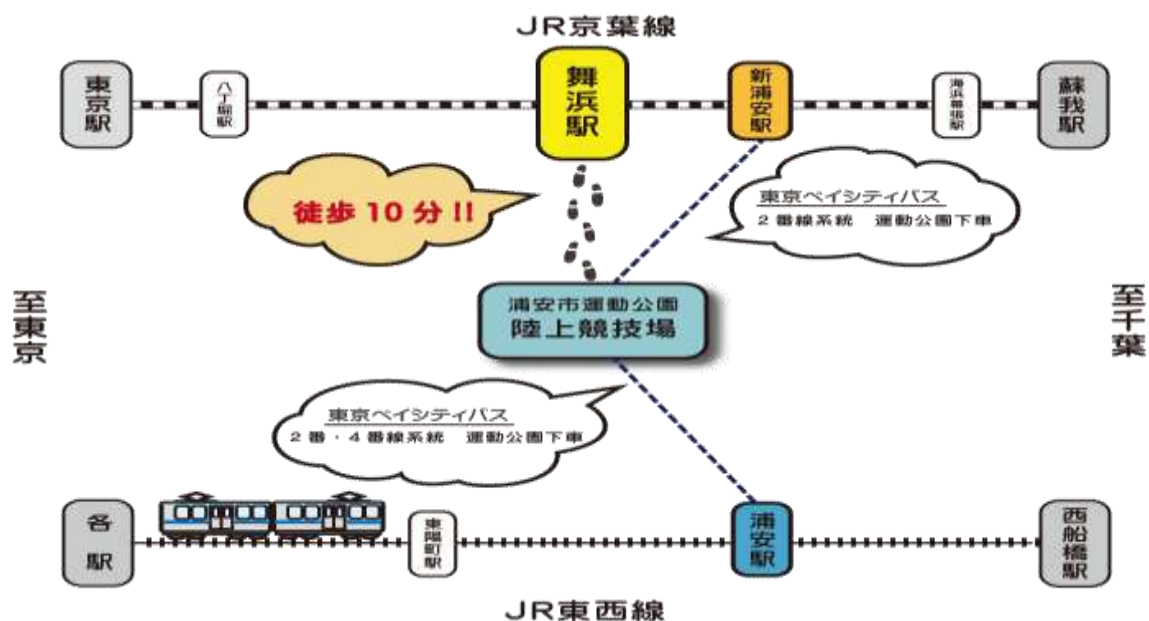 JR京葉線
東京駅
八丁堀駅
舞浜駅
新浦安駅
海浜幕張駅
蘇我駅
徒歩10分!!
東京ベイシティバス
2番線系統　運動公園下車
至東京
浦安市運動公園
陸上競技場
至千葉
東京ベイシティバス
2番・4番線系統　運動公園下車
各駅
東陽町駅
浦安駅
西船橋駅
JR東西線